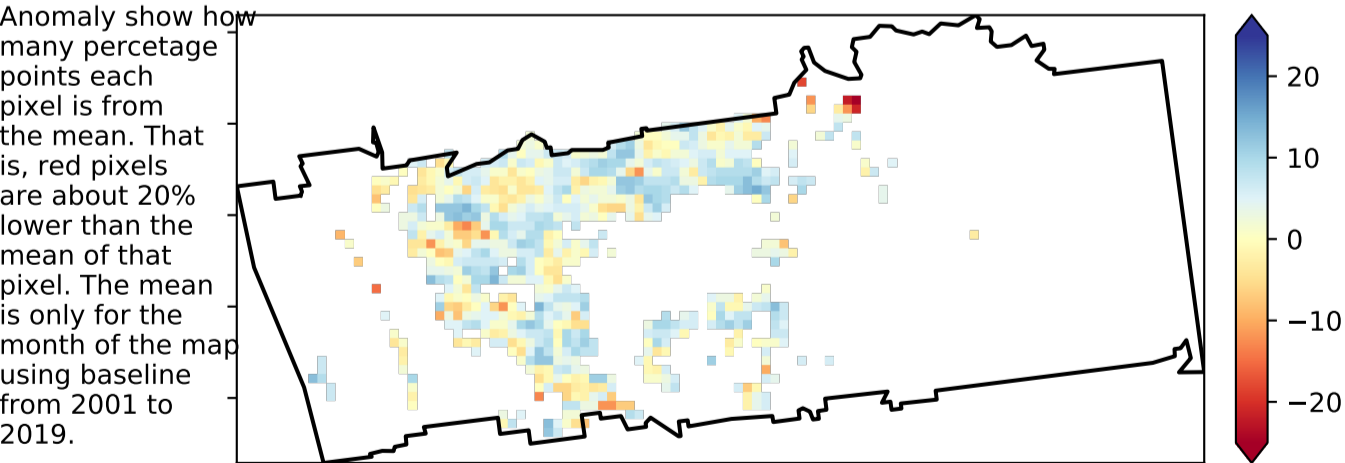 Anomaly show how
many percetage
points each
pixel is from
the mean. That
is, red pixels
are about 20%
lower than the
mean of that
pixel. The mean
is only for the
month of the map
using baseline
from 2001 to
2019.
20
10
0
−10
−20